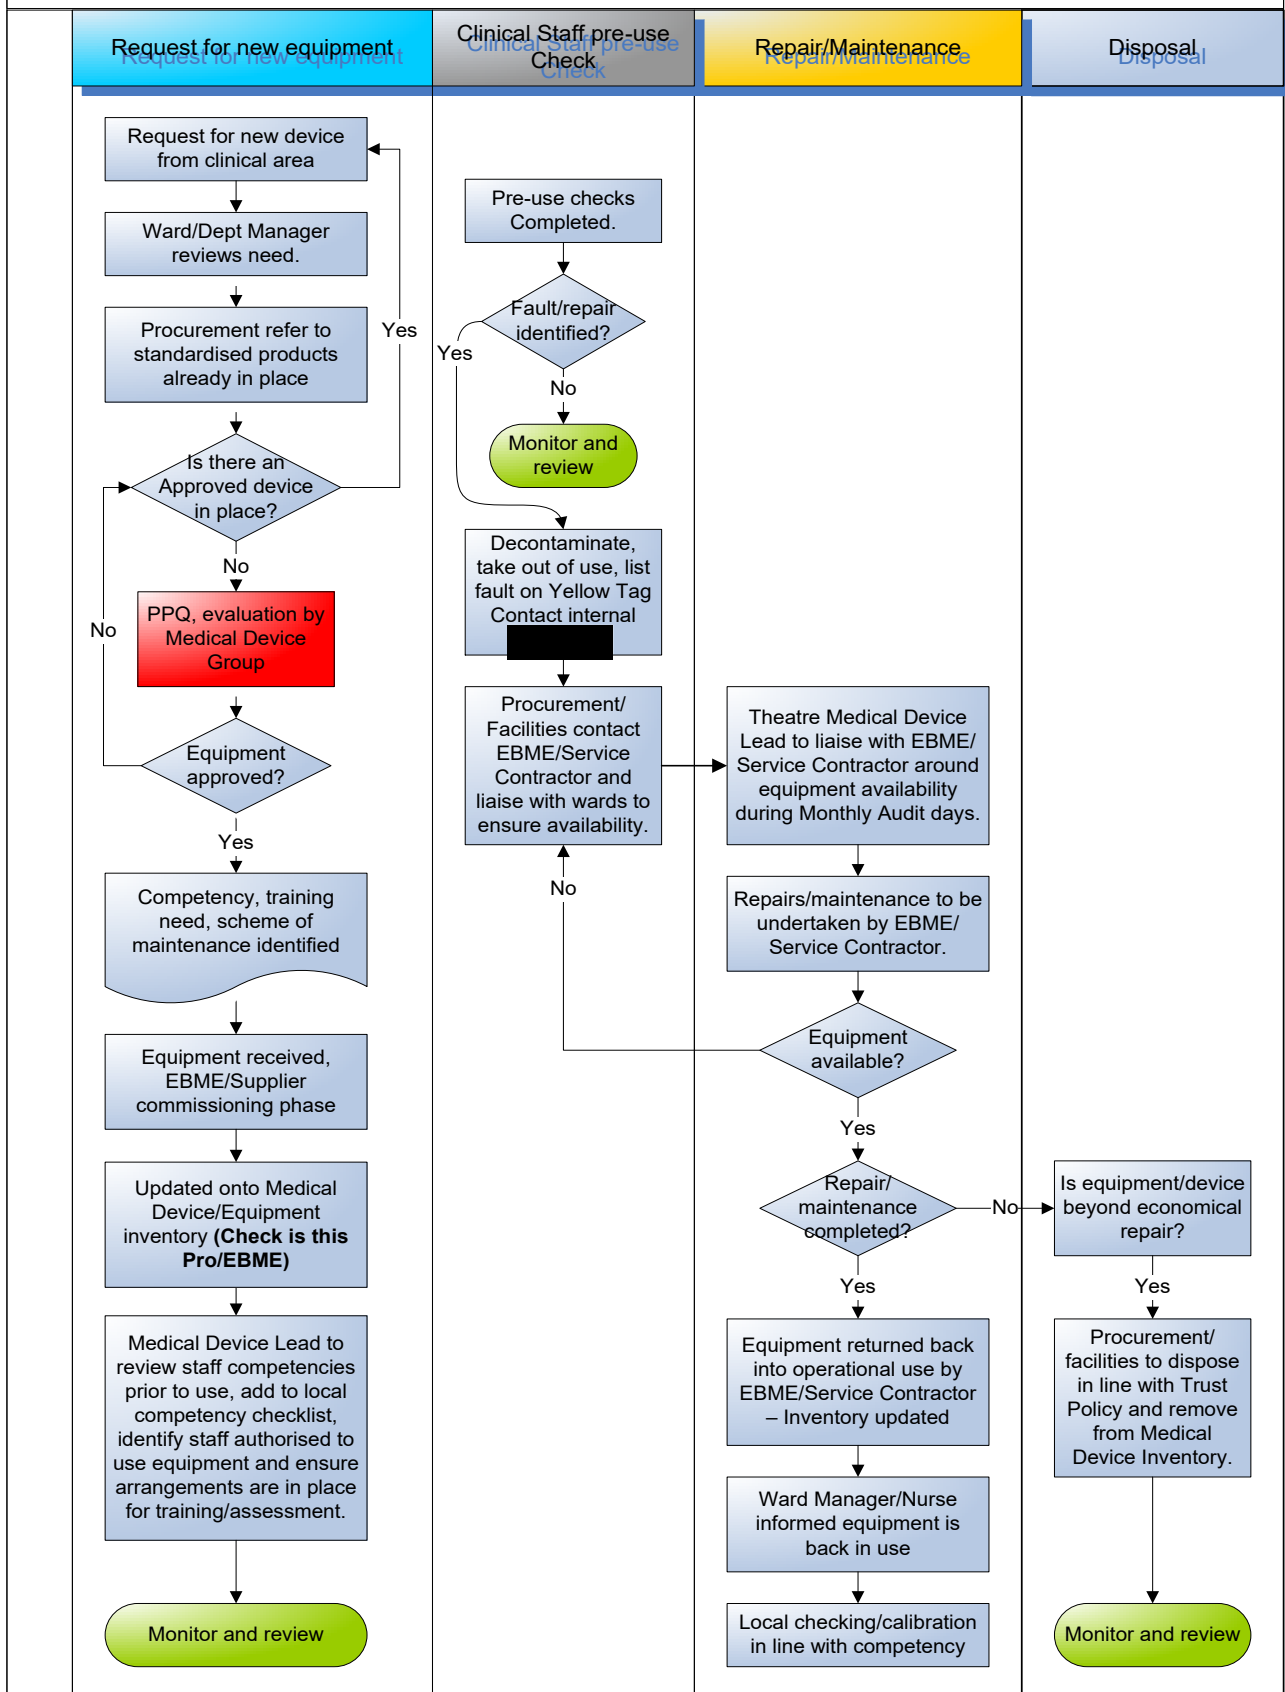 Request for new equipment
Clinical Staff pre-use
Check
Repair/Maintenance
Disposal
Request for new device
from clinical area
Ward/Dept Manager
reviews need.
Procurement refer to
standardised products
already in place
Yes
Is there an
Approved device
in place?
No
No
PPQ, evaluation by
Medical Device
Group
Equipment
approved?
Yes
Competency, training
need, scheme of
maintenance identified
Equipment received,
EBME/Supplier
commissioning phase
Updated onto Medical
Device/Equipment
inventory (Check is this
Pro/EBME)
Medical Device Lead to
review staff competencies
prior to use, add to local
competency checklist,
identify staff authorised to
use equipment and ensure
arrangements are in place
for training/assessment.
Monitor and review
Pre-use checks
Completed.
Fault/repair
identified?
Yes
No
Monitor and
review
Decontaminate,
take out of use, list
fault on Yellow Tag
Contact internal
Procurement/
Facilities contact
EBME/Service
Contractor and
liaise with wards to
ensure availability.
No
Theatre Medical Device
Lead to liaise with EBME/
Service Contractor around
equipment availability
during Monthly Audit days.
Repairs/maintenance to be
undertaken by EBME/
Service Contractor.
Equipment
available?
Yes
Repair/
maintenance
completed?
No
Yes
Equipment returned back
into operational use by
EBME/Service Contractor
– Inventory updated
Ward Manager/Nurse
informed equipment is
back in use
Local checking/calibration
in line with competency
Is equipment/device
beyond economical
repair?
Yes
Procurement/
facilities to dispose
in line with Trust
Policy and remove
from Medical
Device Inventory.
Monitor and review